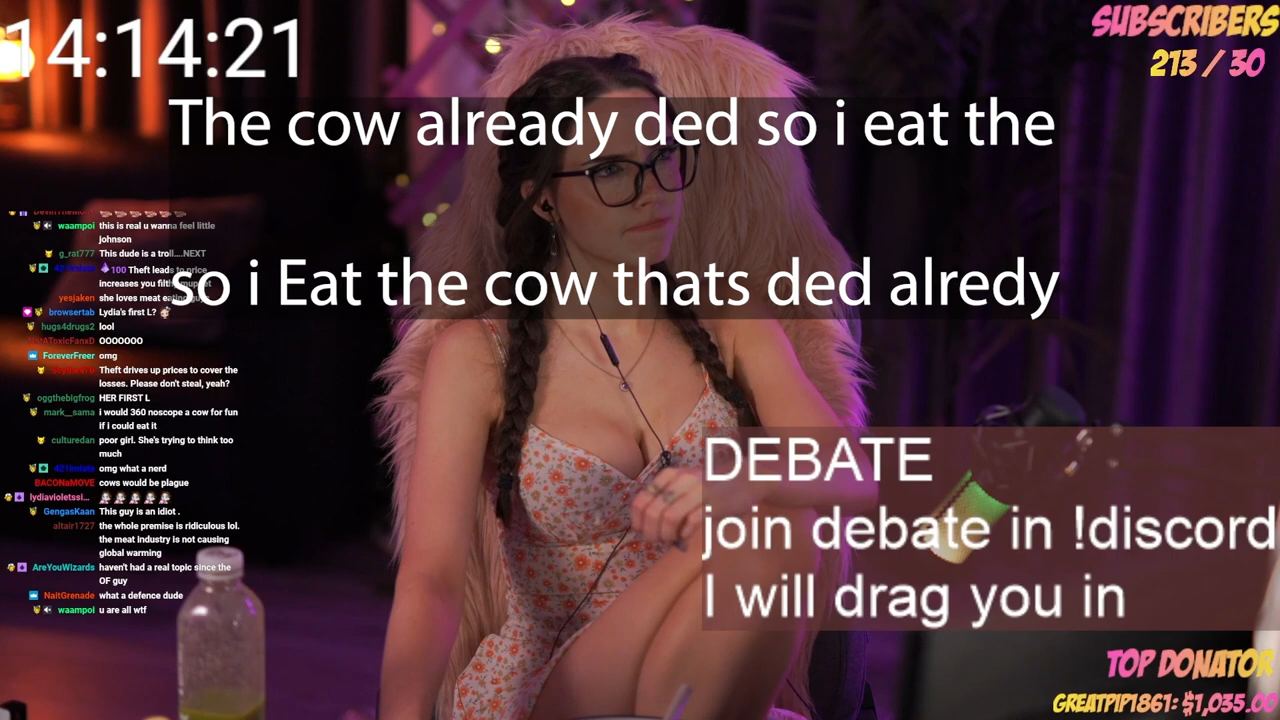 14:14:21
SUBSCRIBERS
213 / 30
The cow already ded so i eat the
so i Eat the cow thats ded alredy
waampoi this is real u wanna feel little
johnson
g_rat777 This dude is a troll....NEXT
100 Theft leads to price
increases you filthy
yesjaken she loves meat
browsertab Lydia's first L?
hugs4drugs2 lool
OOOOOOO
ForeverFreer omg
Theft drives up prices to cover the
losses. Please don't steal, yeah?
oggthebigfrog HER FIRST L
mark__sama i would 360 noscope a cow for fun
if i could eat it
culturedan poor girl. She's trying to think too
much
omg what a nerd
BACONaMOVE cows would be plague
lydiavioletssi...
GengasKaan This guy is an idiot .
altair1727 the whole premise is ridiculous lol.
the meat industry is not causing
global warming
AreYouWizards haven't had a real topic since the
OF guy
NaitGrenade what a defence dude
waampoi u are all wtf
DEBATE
join debate in !discord
I will drag you in
TOP DONATOR
GREATPIP1861: $1,035.00